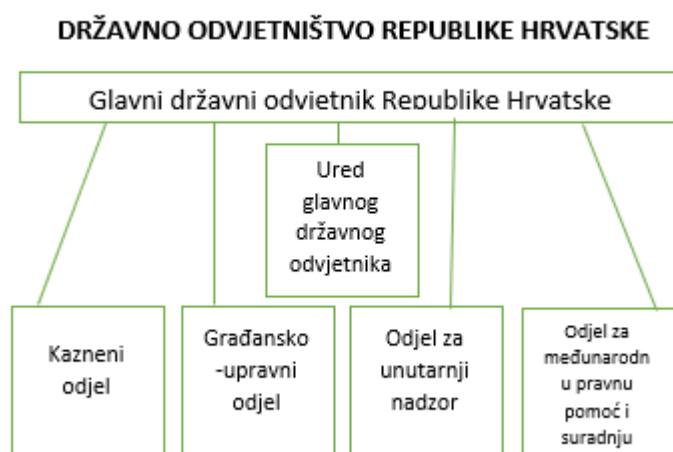 DRŽAVNO ODVJETNIŠTVO REPUBLIKE HRVATSKE
Glavni državni odvjetnik Republike Hrvatske
Ured
glavnog
državnog
odvjetnika
Kazneni
odjel
Građansko
-upravni
odjel
Odjel za
unutarnji
nadzor
Odjel za
međunarodn
u pravnu
pomoć i
suradnju